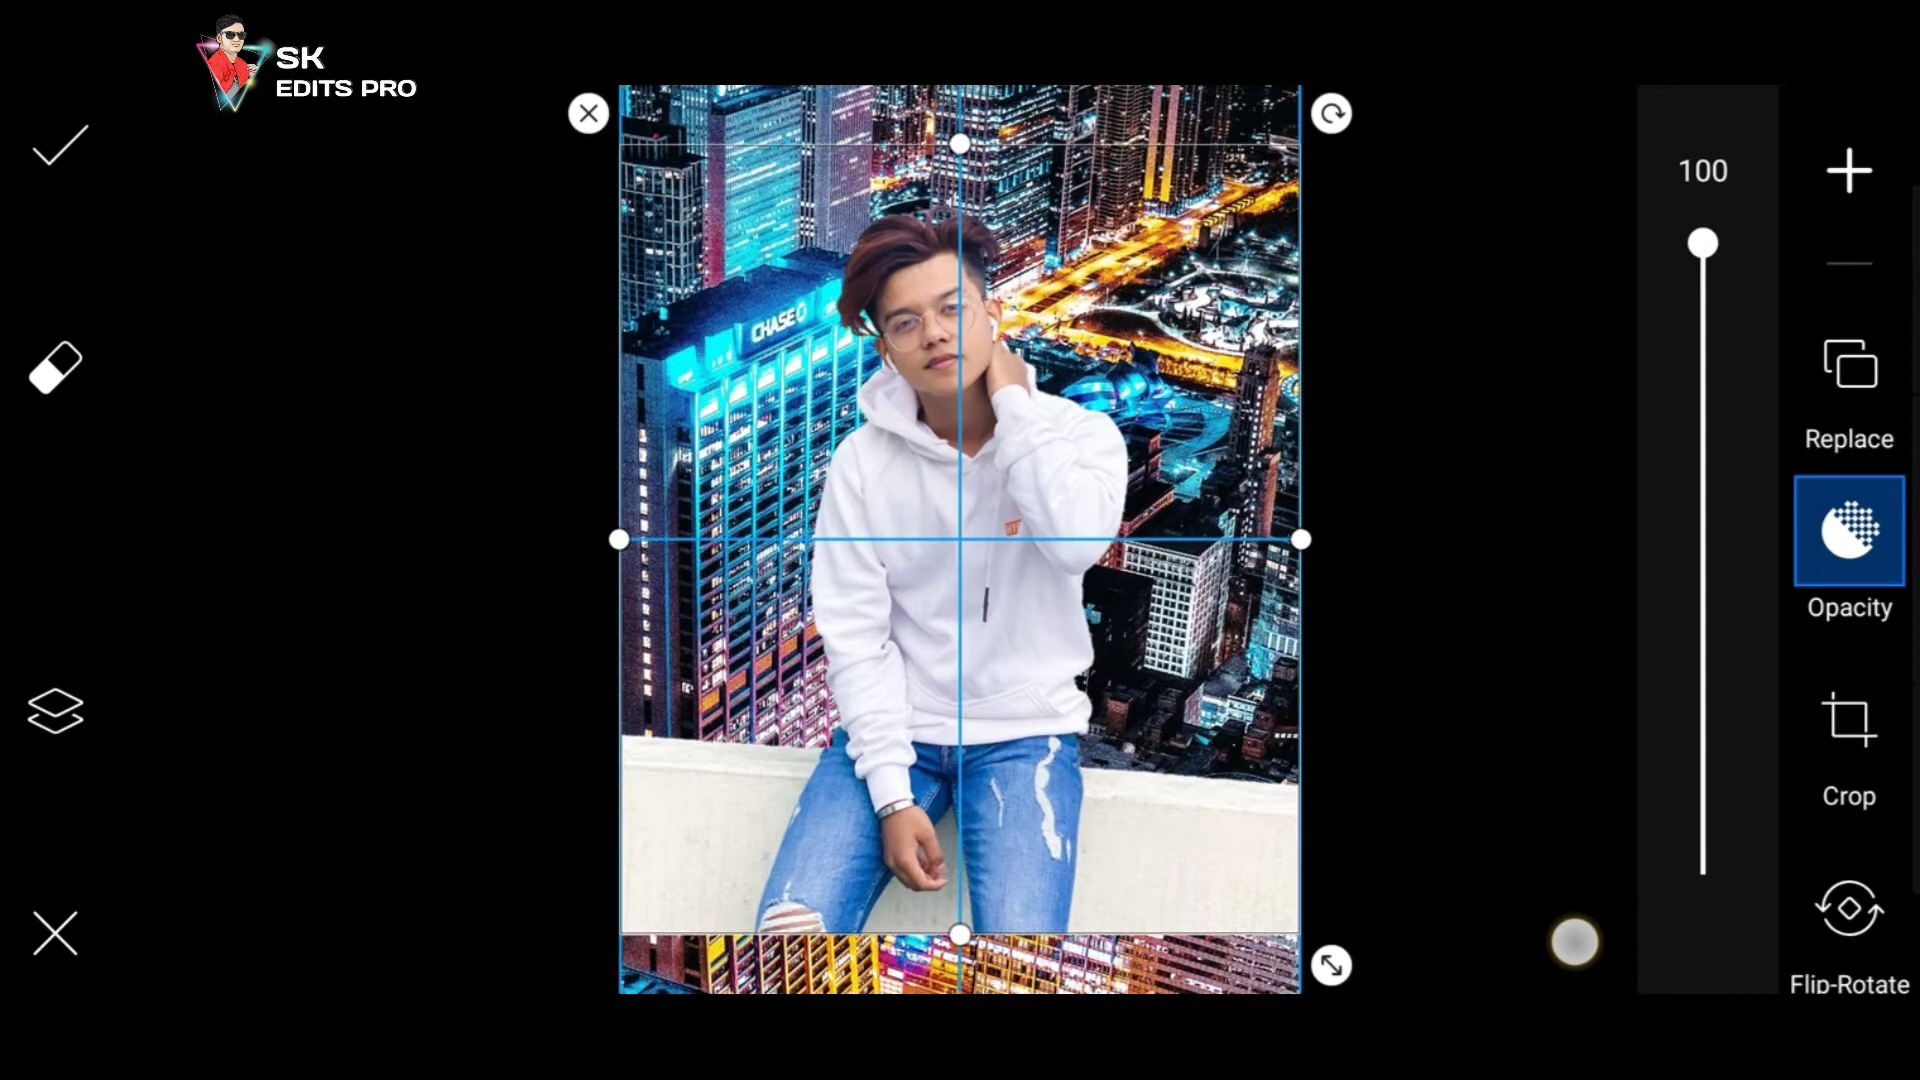 SK
EDITS PRO
CHASE
100
Replace
Opacity
Crop
Flip-Rotate